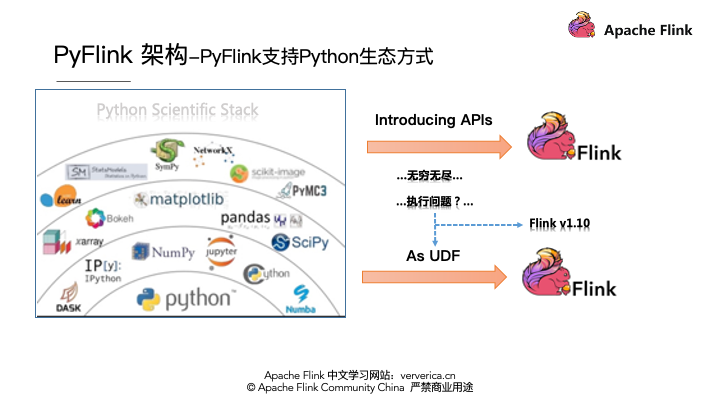 Apache Flink
PyFlink 架构-PyFlink支持Python生态方式
Python Scientific Stack
SymPy
NetworkX
SM StatsModels
Statistics in Python
scikit-image
learn
PyMC3
matplotlib
Bokeh
pandas
xarray
NumPy
jupyter
SciPy
IP[y]:
IPython
Cython
DASK
python™
Numba
Introducing APIs
Flink
...无穷无尽...
...执行问题？...
Flink v1.10
As UDF
Flink
Apache Flink 中文学习网站：ververica.cn
© Apache Flink Community China 严禁商业用途